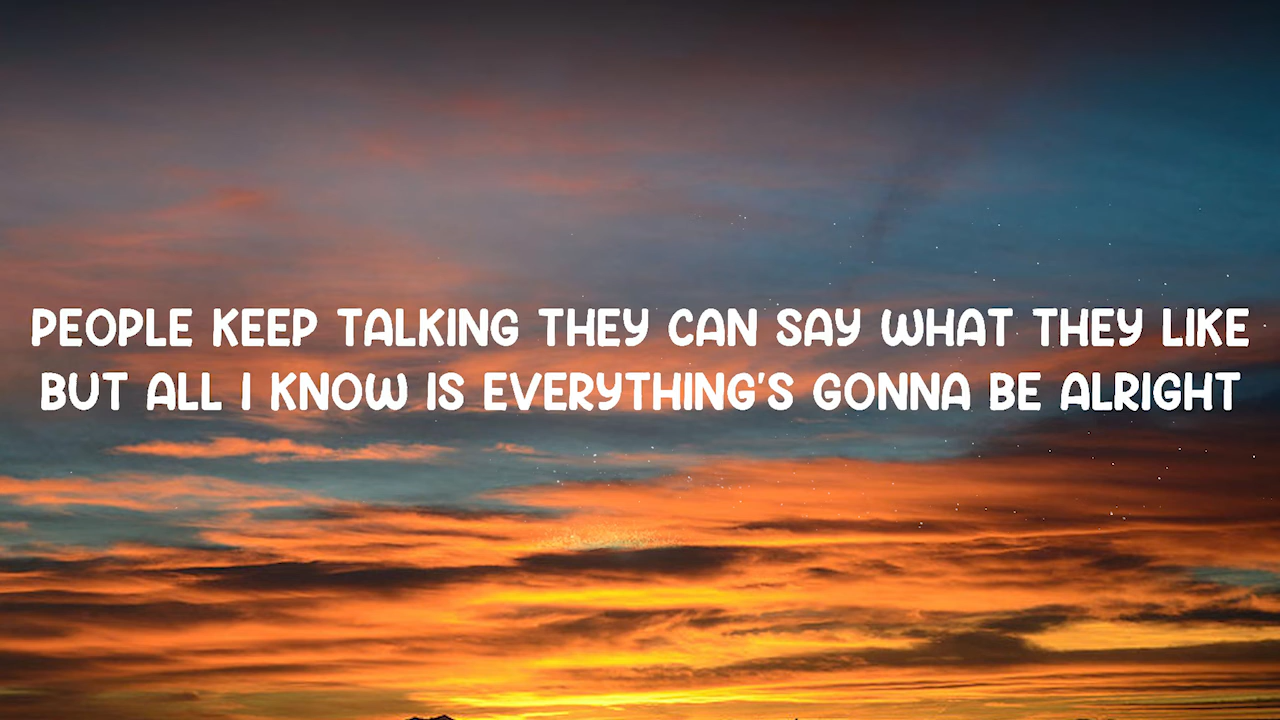 PEOPLE KEEP TALKING THEY CAN SAY WHAT THEY LIKE
BUT ALL I KNOW IS EVERYTHING'S GONNA BE ALRIGHT